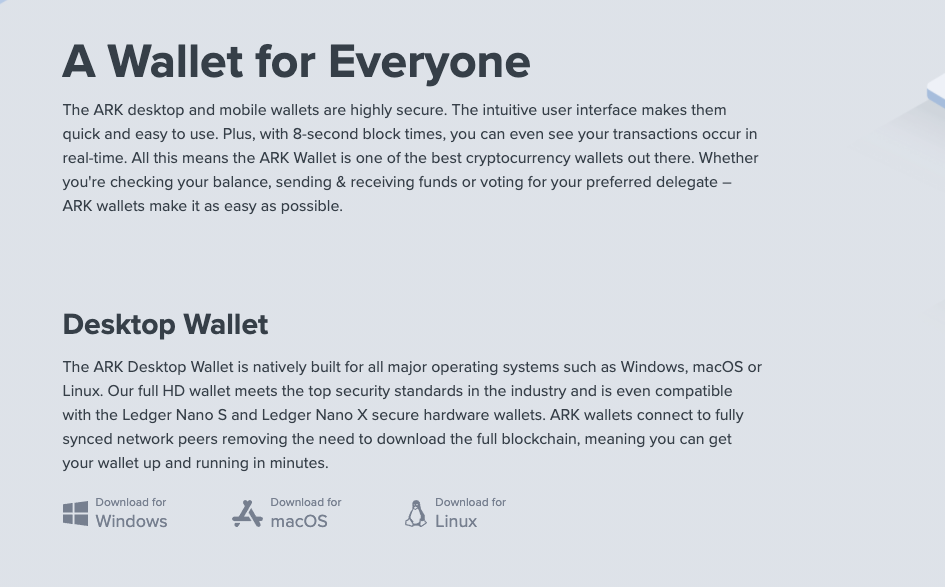 A Wallet for Everyone
The ARK desktop and mobile wallets are highly secure. The intuitive user interface makes them
quick and easy to use. Plus, with 8-second block times, you can even see your transactions occur in
real-time. All this means the ARK Wallet is one of the best cryptocurrency wallets out there. Whether
you're checking your balance, sending & receiving funds or voting for your preferred delegate –
ARK wallets make it as easy as possible.
Desktop Wallet
The ARK Desktop Wallet is natively built for all major operating systems such as Windows, macOS or
Linux. Our full HD wallet meets the top security standards in the industry and is even compatible
with the Ledger Nano S and Ledger Nano X secure hardware wallets. ARK wallets connect to fully
synced network peers removing the need to download the full blockchain, meaning you can get
your wallet up and running in minutes.
Download for
Windows
Download for
macOS
Download for
Linux